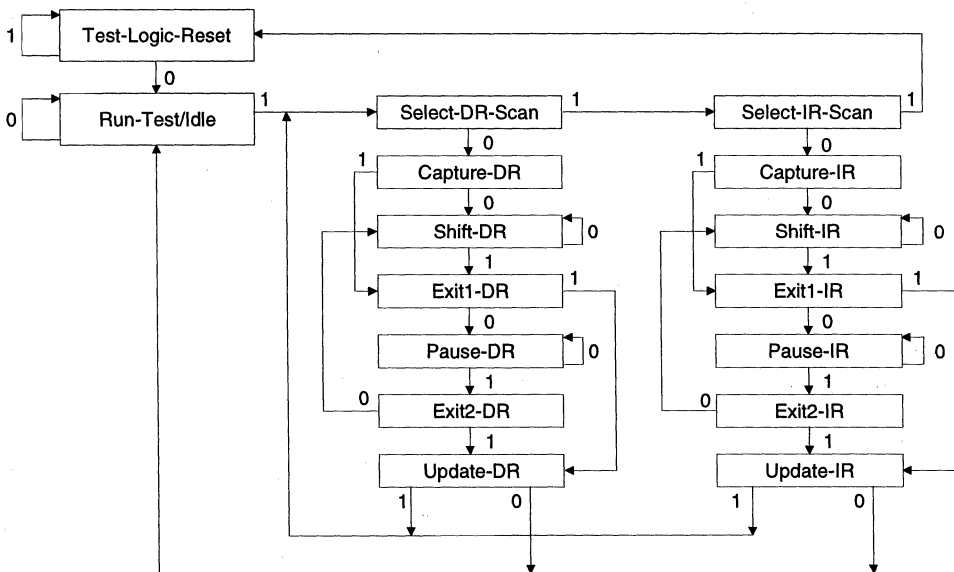 Test-Logic-Reset
1
0
Run-Test/Idle
0
1
Select-DR-Scan
1
Select-IR-Scan
1
0
0
1
Capture-DR
1
Capture-IR
0
0
Shift-DR
0
Shift-IR
0
1
1
Exit1-DR
1
Exit1-IR
1
0
0
Pause-DR
0
Pause-IR
0
1
1
0
Exit2-DR
0
Exit2-IR
1
1
Update-DR
Update-IR
1
0
1
0